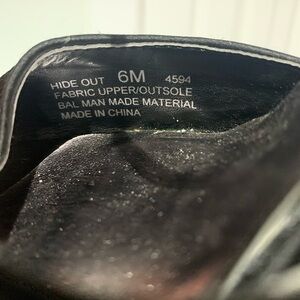 HIDE OUT 6M 4594
FABRIC UPPER/OUTSOLE
BAL MAN MADE MATERIAL
MADE IN CHINA